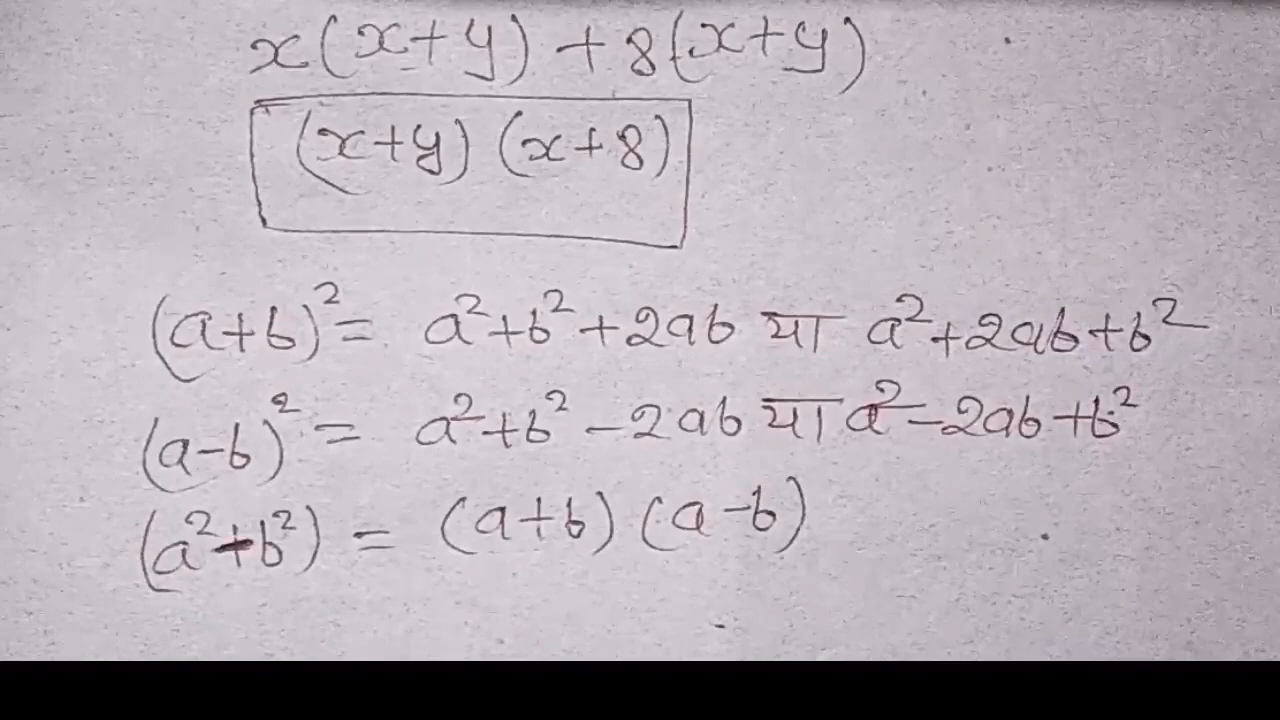 x(x+y) + 8(x+y)
(x+y) (x+8)
(a+b)² = a²+b²+2ab या a²+2ab+b²
(a-b)² = a²+b²-2ab या a²-2ab+b²
(a²-b²) = (a+b) (a-b)